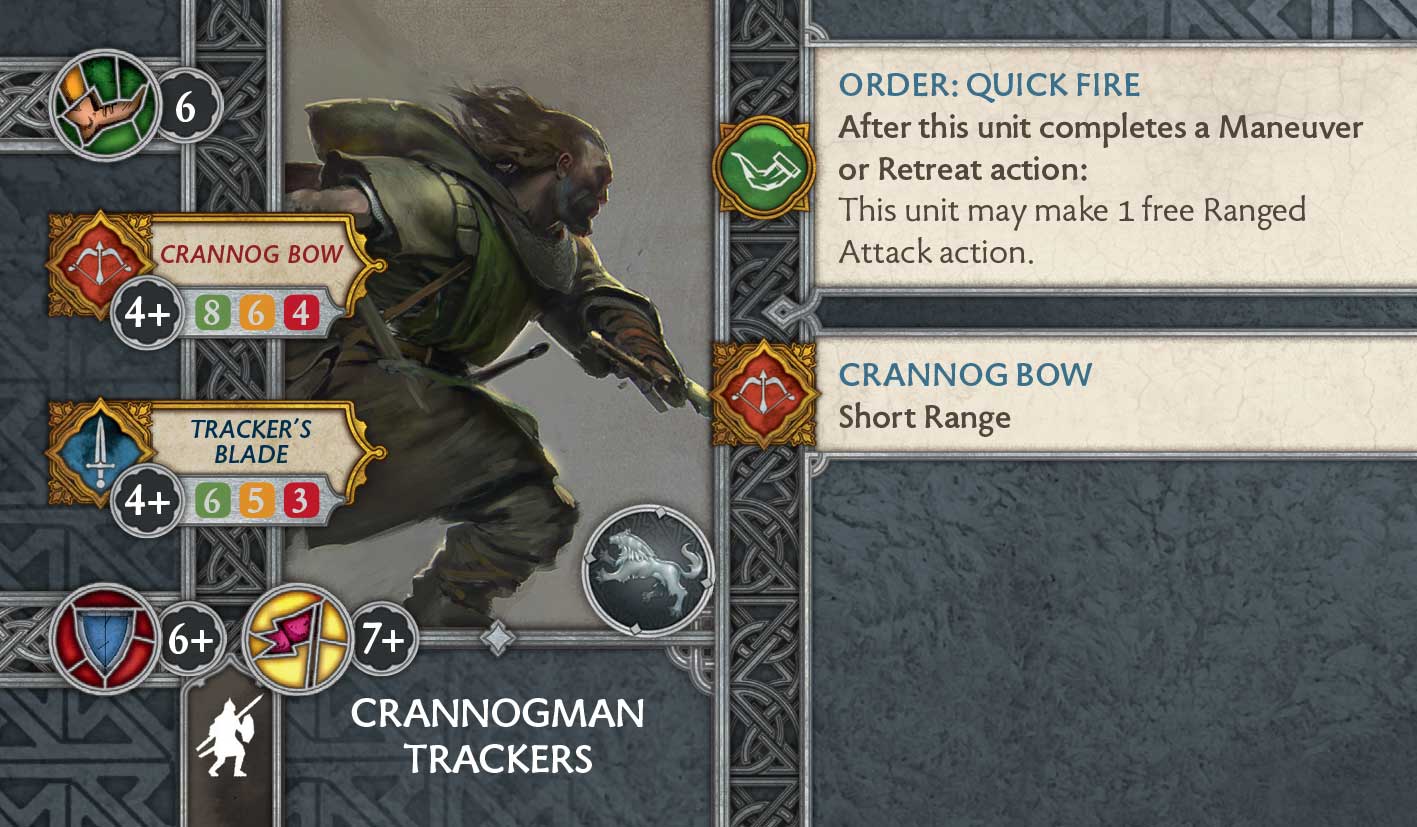 6
CRANNOG BOW
4+ 8 6 4
TRACKER'S
BLADE
4+ 6 5 3
6+ 7+
CRANNOGMAN
TRACKERS
ORDER: QUICK FIRE
After this unit completes a Maneuver
or Retreat action:
This unit may make 1 free Ranged
Attack action.
CRANNOG BOW
Short Range